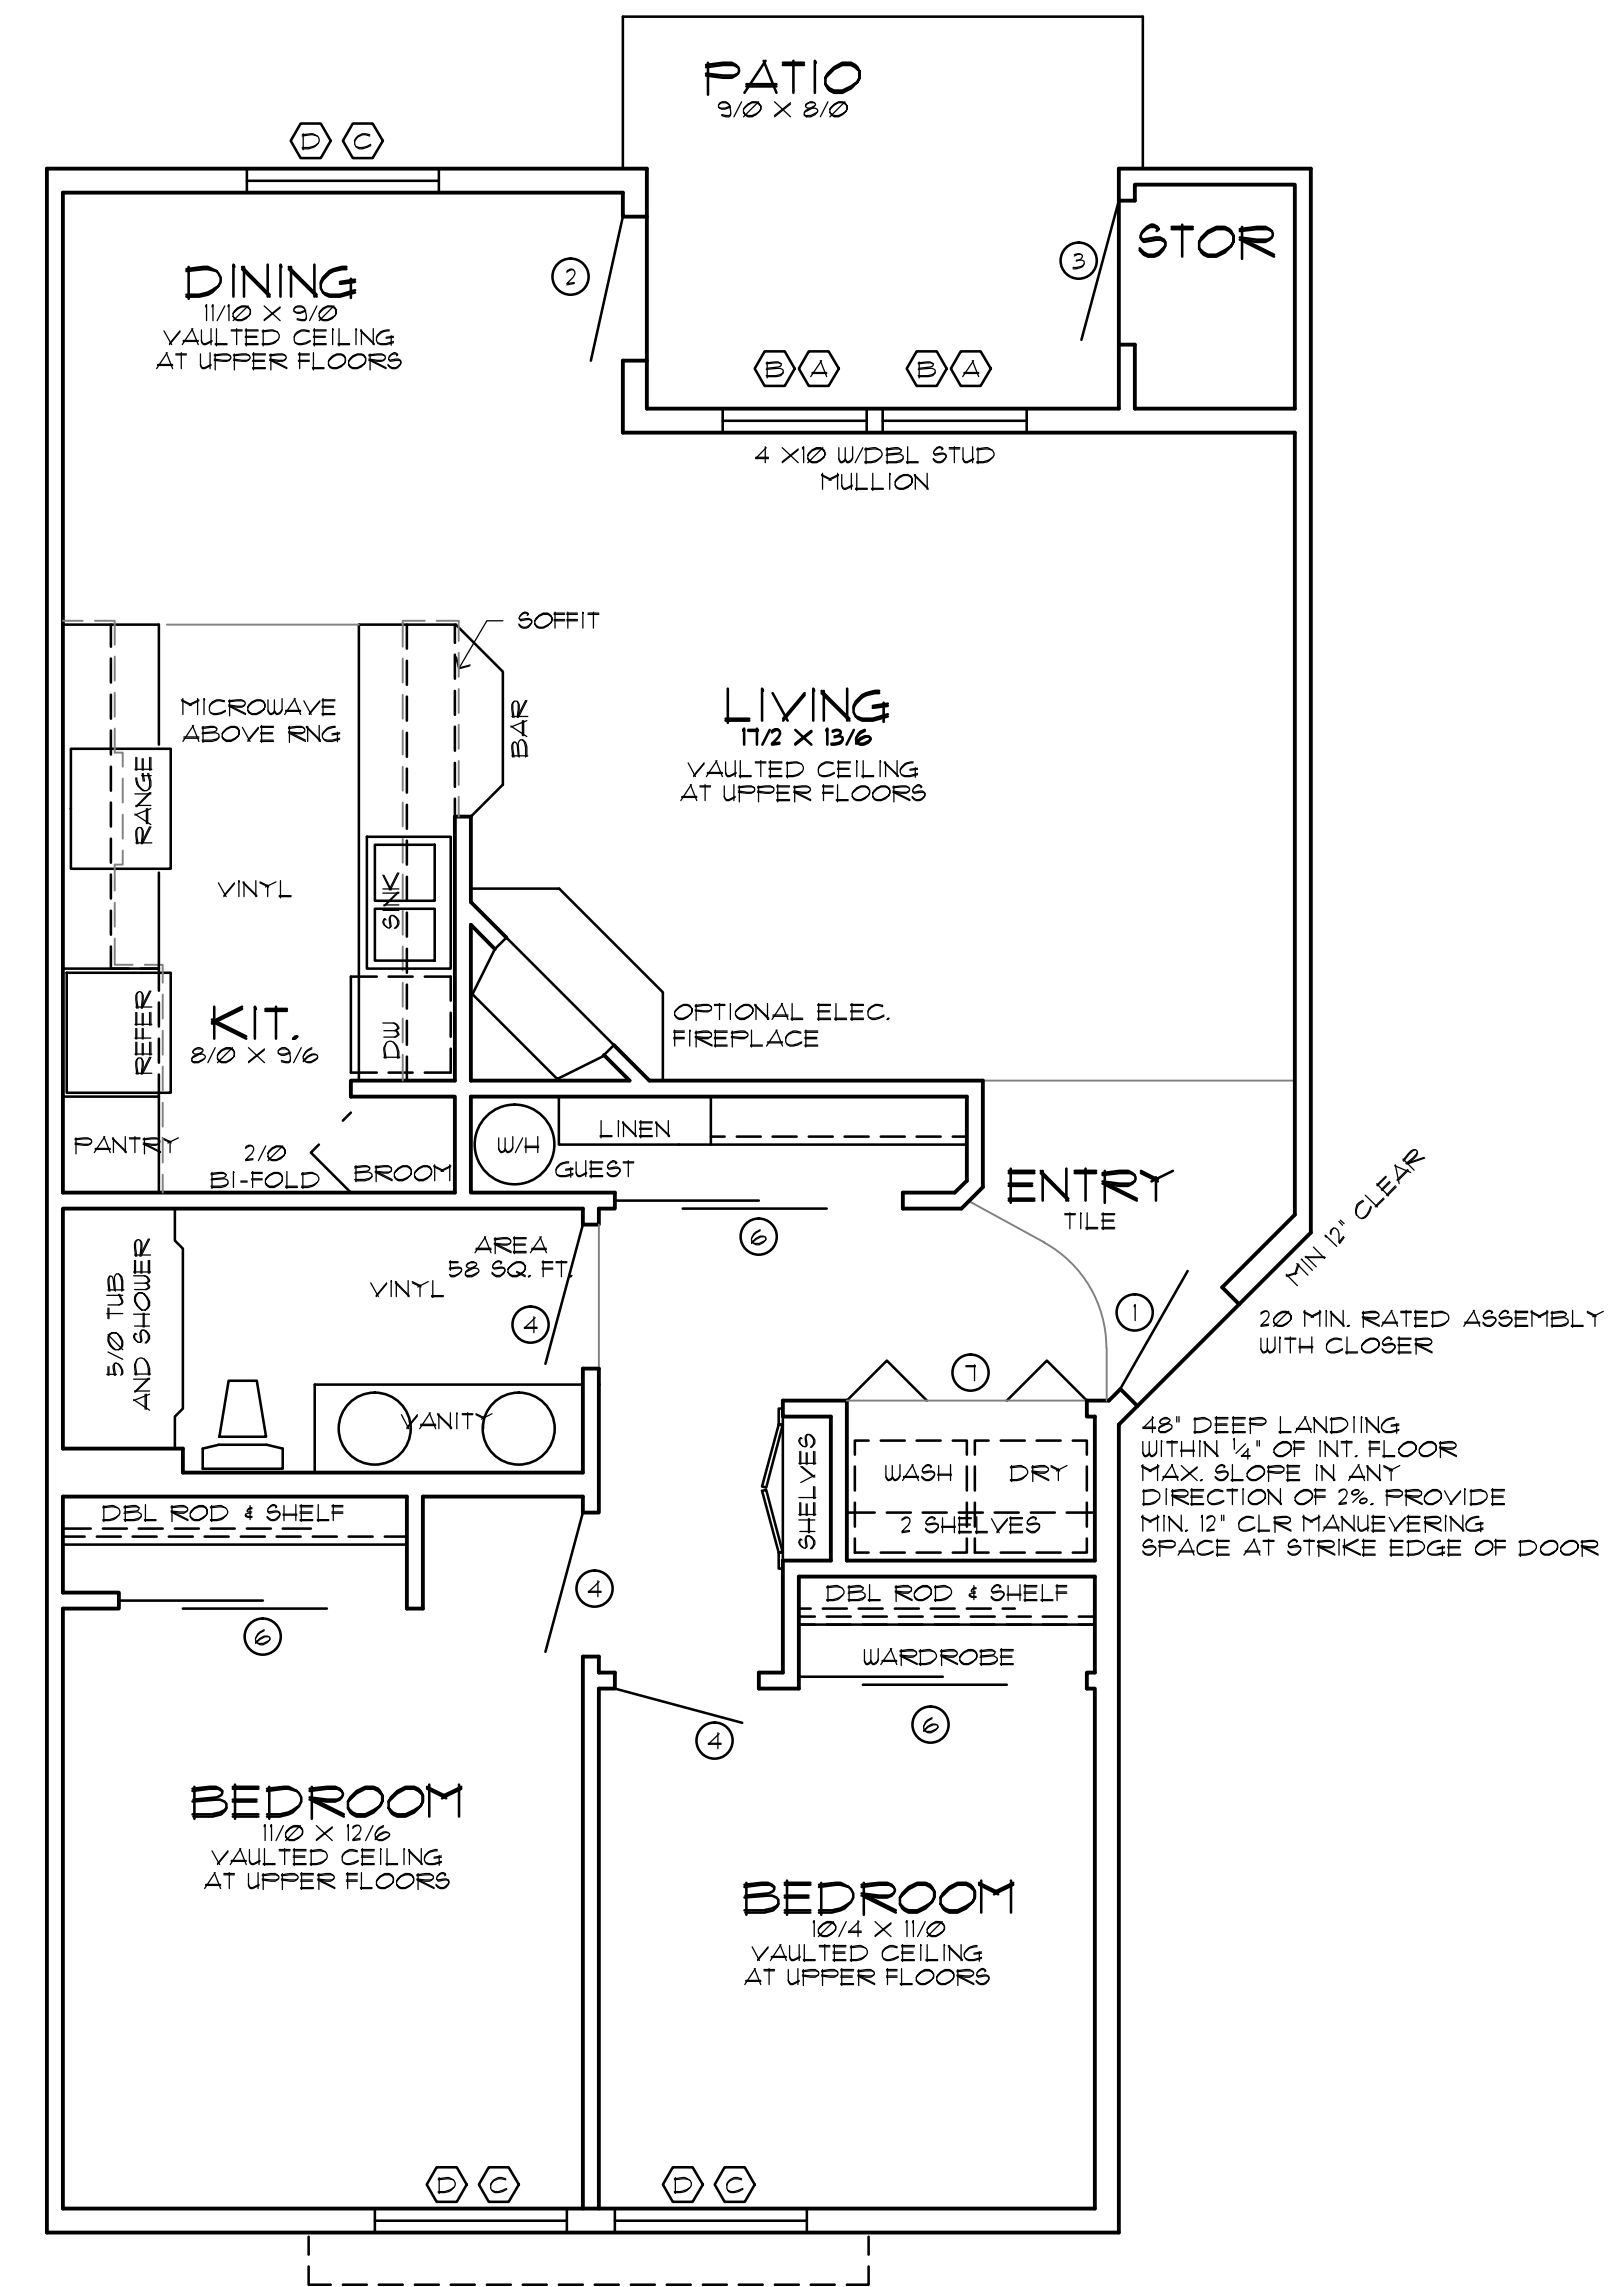 PATIO
9/0 X 8/0
D C
STOR
DINING
11/10 X 9/0
VAULTED CEILING
AT UPPER FLOORS
2
3
B A B A
4 X10 W/DBL STUD
MULLION
SOFFIT
MICROWAVE
ABOVE RNG
BAR
LIVING
17/2 X 13/6
VAULTED CEILING
AT UPPER FLOORS
RANGE
VINYL
SINK
REFER
KIT.
8/0 X 9/6
DW
OPTIONAL ELEC.
FIREPLACE
PANTRY
2/0
BI-FOLD
BROOM
W/H
LINEN
GUEST
ENTRY
TILE
MIN 12" CLEAR
6
AREA
58 SQ. FT.
VINYL
5/0 TUB
AND SHOWER
4
1
20 MIN. RATED ASSEMBLY
WITH CLOSER
7
VANITY
48" DEEP LANDIING
WITHIN ¼" OF INT. FLOOR
MAX. SLOPE IN ANY
DIRECTION OF 2%. PROVIDE
MIN. 12" CLR MANUEVERING
SPACE AT STRIKE EDGE OF DOOR
SHELVES
WASH
DRY
2 SHELVES
DBL ROD & SHELF
4
DBL ROD & SHELF
6
WARDROBE
4
6
BEDROOM
11/0 X 12/6
VAULTED CEILING
AT UPPER FLOORS
BEDROOM
10/4 X 11/0
VAULTED CEILING
AT UPPER FLOORS
D C D C